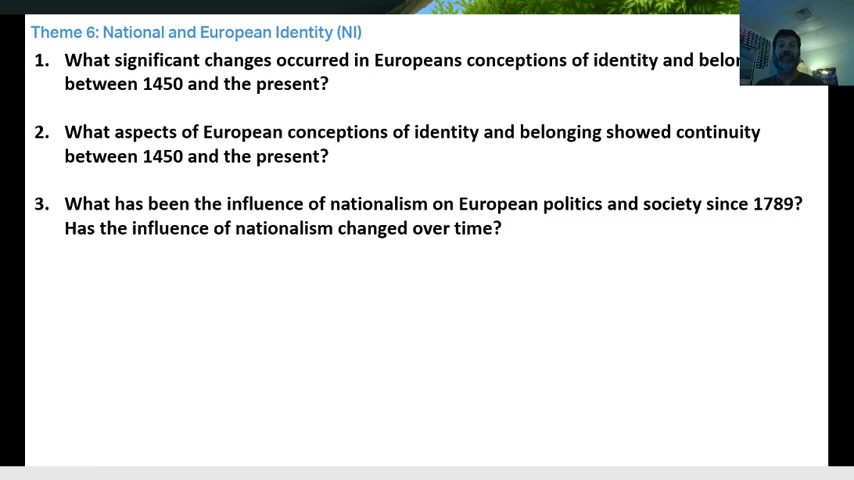 Theme 6: National and European Identity (NI)
1. What significant changes occurred in Europeans conceptions of identity and
between 1450 and the present?
2. What aspects of European conceptions of identity and belonging showed continuity
between 1450 and the present?
3. What has been the influence of nationalism on European politics and society since 1789?
Has the influence of nationalism changed over time?